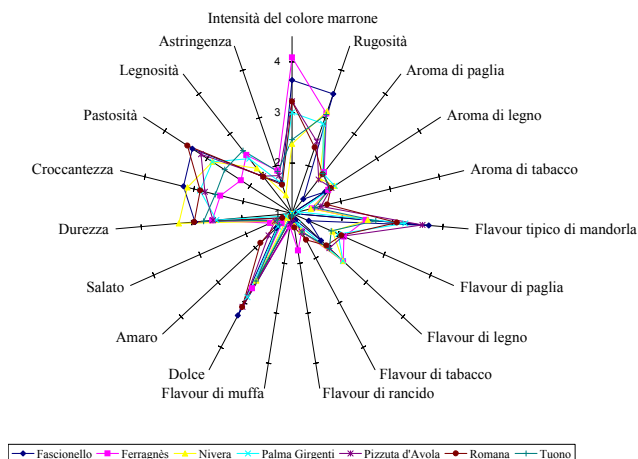 Intensità del colore marrone
Astringenza
Rugosità
Legnosità
Aroma di paglia
Pastosità
Aroma di legno
Croccantezza
Aroma di tabacco
Durezza
Flavour tipico di mandorla
Salato
Flavour di paglia
Amaro
Flavour di legno
Dolce
Flavour di tabacco
Flavour di muffa
Flavour di rancido
4
3
2
Fascionello Ferragnès Nivera Palma Girgenti Pizzuta d'Avola Romana Tuono